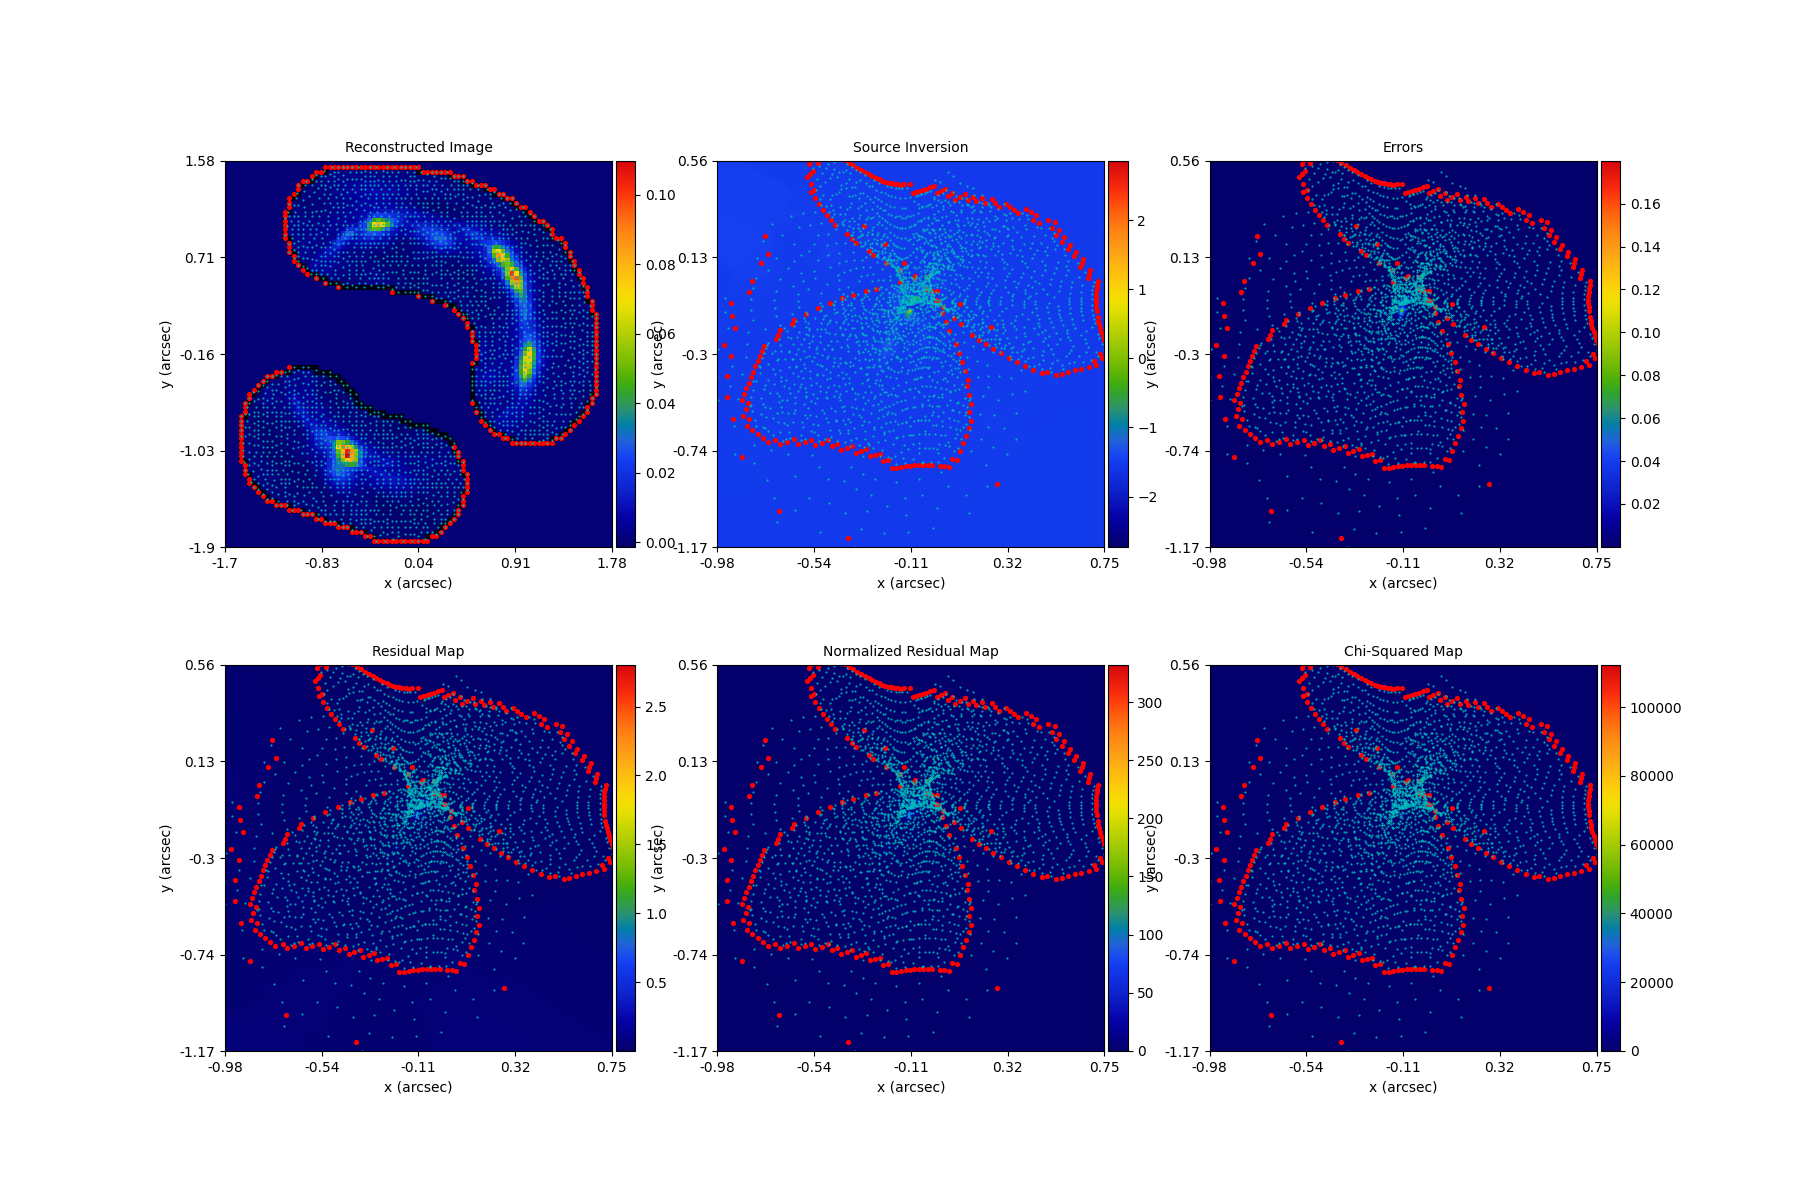 Reconstructed Image
1.58
0.71
-0.16
-1.03
-1.9
y (arcsec)
-1.7 -0.83 0.04 0.91 1.78
x (arcsec)
0.10
0.08
0.06
0.04
0.02
0.00
Source Inversion
0.56
0.13
-0.3
-0.74
-1.17
y (arcsec)
-0.98 -0.54 -0.11 0.32 0.75
x (arcsec)
2
1
0
−1
−2
Errors
0.56
0.13
-0.3
-0.74
-1.17
y (arcsec)
-0.98 -0.54 -0.11 0.32 0.75
x (arcsec)
0.16
0.14
0.12
0.10
0.08
0.06
0.04
0.02
Residual Map
0.56
0.13
-0.3
-0.74
-1.17
y (arcsec)
-0.98 -0.54 -0.11 0.32 0.75
x (arcsec)
2.5
2.0
1.5
1.0
0.5
Normalized Residual Map
0.56
0.13
-0.3
-0.74
-1.17
y (arcsec)
-0.98 -0.54 -0.11 0.32 0.75
x (arcsec)
300
250
200
150
100
50
0
Chi-Squared Map
0.56
0.13
-0.3
-0.74
-1.17
y (arcsec)
-0.98 -0.54 -0.11 0.32 0.75
x (arcsec)
100000
80000
60000
40000
20000
0